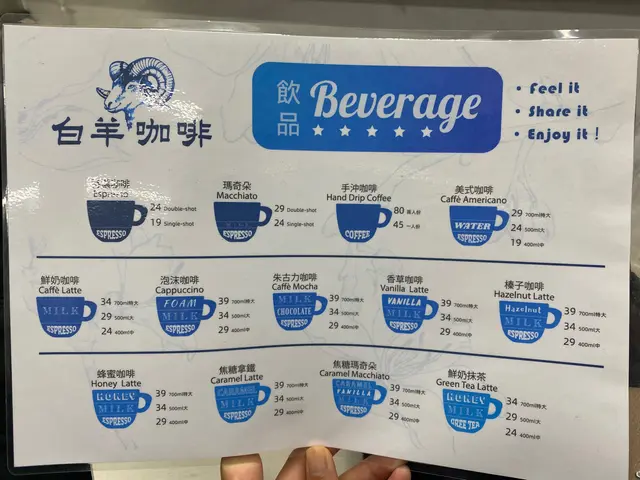 白羊咖啡
飲品
Beverage
• Feel it
• Share it
• Enjoy it！
咖啡
Espresso
ESPRESSO
24 Double-shot
19 Single-shot
瑪奇朵
Macchiato
ESPRESSO
29 Double-shot
24 Single-shot
手沖咖啡
Hand Drip Coffee
COFFEE
80
45 一人份
美式咖啡
Caffè Americano
WATER
ESPRESSO
29 700ml特大
24 500ml大
19 400ml中
鮮奶咖啡
Caffè Latte
MILK
ESPRESSO
34 700ml特大
29 500ml大
24 400ml中
泡沫咖啡
Cappuccino
FOAM
MILK
ESPRESSO
39 700ml特大
34 500ml大
29 400ml中
朱古力咖啡
Caffè Mocha
MILK
CHOCOLATE
ESPRESSO
39 700ml特大
34 500ml大
29 400ml中
香草咖啡
Vanilla Latte
VANILLA
MILK
ESPRESSO
39 700ml特大
34 500ml大
29 400ml中
榛子咖啡
Hazelnut Latte
Hazelnut
MILK
ESPRESSO
39 700ml特大
34 500ml大
29 400ml中
蜂蜜咖啡
Honey Latte
HONEY
MILK
ESPRESSO
39 700ml特大
34 500ml大
29 400ml中
焦糖拿鐵
Caramel Latte
CARAMEL
MILK
ESPRESSO
39 700ml特大
34 500ml大
29 400ml中
焦糖瑪奇朵
Caramel Macchiato
CARAMEL
VANILLA
MILK
ESPRESSO
39 700ml特大
34 500ml大
29 400ml中
鮮奶抹茶
Green Tea Latte
HONEY
MILK
GREE TEA
34 700ml特大
29 500ml大
24 400ml中